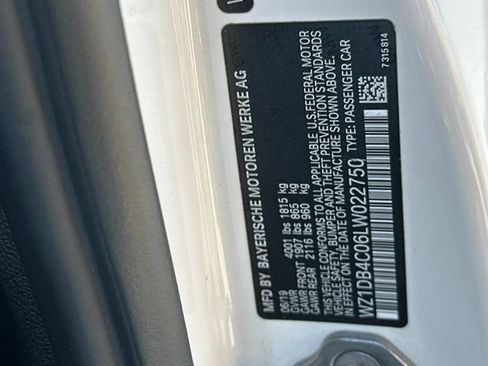 MFD BY BAYERISCHE MOTOREN WERKE AG
06/19
GVWR 4001 lbs 1815 kg
GAWR FRONT 1907 lbs 865 kg
GAWR REAR 2116 lbs 960 kg
THIS VEHICLE CONFORMS TO ALL APPLICABLE U.S.FEDERAL MOTOR
VEHICLE SAFETY, BUMPER AND THEFT PREVENTION STANDARDS
IN EFFECT ON THE DATE OF MANUFACTURE SHOWN ABOVE.
WZ1DB4C06LW022750 TYPE: PASSENGER CAR
7315814